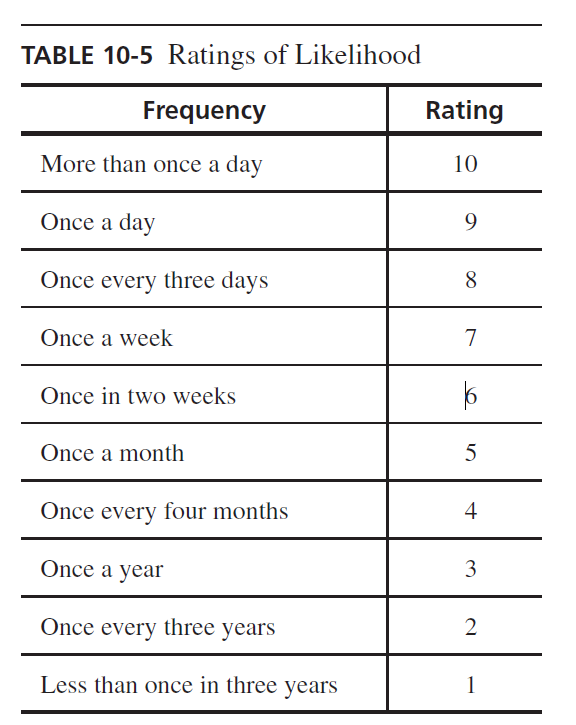 TABLE 10-5 Ratings of Likelihood
Frequency Rating
More than once a day 10
Once a day 9
Once every three days 8
Once a week 7
Once in two weeks 6
Once a month 5
Once every four months 4
Once a year 3
Once every three years 2
Less than once in three years 1